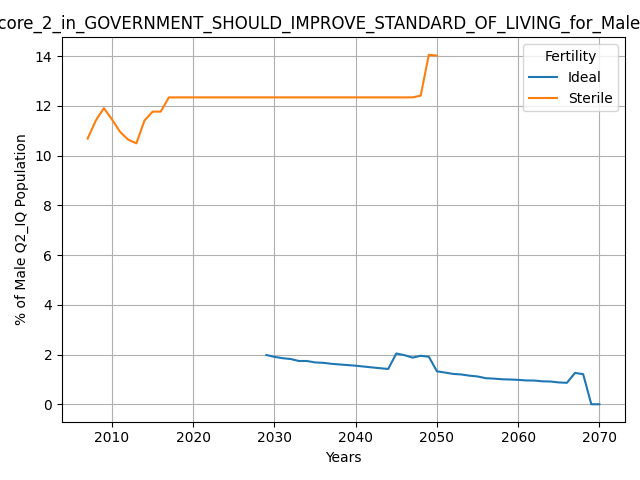 core_2_in_GOVERNMENT_SHOULD_IMPROVE_STANDARD_OF_LIVING_for_Male
14
12
10
8
6
4
2
0
% of Male Q2_IQ Population
Fertility
Ideal
Sterile
2010 2020 2030 2040 2050 2060 2070
Years